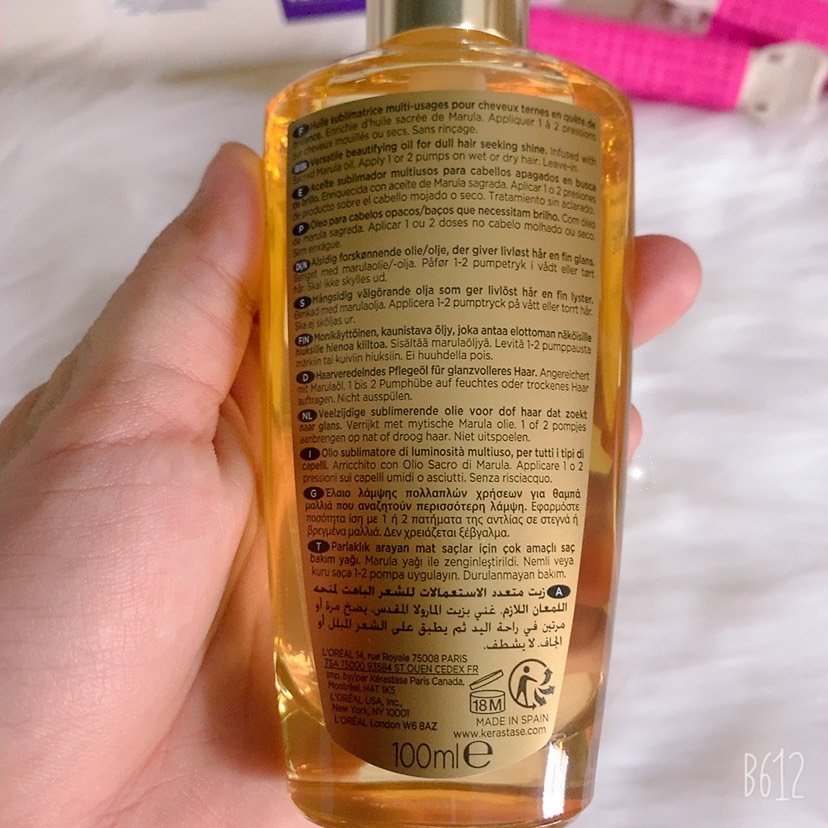 F Huile sublimatrice multi-usages pour cheveux ternes en quête de
brillance. Enrichie d'huile sacrée de Marula. Appliquer 1 à 2 pressions
sur cheveux mouillés ou secs. Sans rinçage.
Versatile beautifying oil for dull hair seeking shine. Infused with
Sacred Marula oil. Apply 1 or 2 pumps on wet or dry hair. Leave-in.
E Aceite sublimador multiusos para cabellos apagados en busca
de brillo. Enriquecida con aceite de Marula sagrada. Aplicar 1 o 2 presiones
de producto sobre el cabello mojado o seco. Tratamiento sin aclarado.
P Óleo para cabelos opacos/baços que necessitam brilho. Com óleo
de marula sagrada. Aplicar 1 ou 2 doses no cabelo molhado ou seco.
Sem enxágue.
DK/N Alsidig forskønnende olie/olje, der giver livløst hår en fin glans.
Beriget med marulaolie/-olja. Påfør 1-2 pumpetryk i vådt eller tørt
hår. Skal ikke skylles ud.
S Mångsidig välgörande olja som ger livlöst hår en fin lyster.
Berikad med marulaolja. Applicera 1-2 pumptryck på vått eller torrt hår.
Ska ej sköljas ur.
FIN Monikäyttöinen, kaunistava öljy, joka antaa elottoman näköisille
hiuksille hienoa kiiltoa. Sisältää marulaöljyä. Levitä 1-2 pumppausta
märkiin tai kuiviin hiuksiin. Ei huuhdella pois.
D Haarveredelndes Pflegeöl für glanzvolleres Haar. Angereichert
mit Marulaöl. 1 bis 2 Pumphübe auf feuchtes oder trockenes Haar
auftragen. Nicht ausspülen.
NL Veelzijdige sublimerende olie voor dof haar dat zoekt
naar glans. Verrijkt met mytische Marula olie. 1 of 2 pompjes
aanbrengen op nat of droog haar. Niet uitspoelen.
I Olio sublimatore di luminosità multiuso, per tutti i tipi di
capelli. Arricchito con Olio Sacro di Marula. Applicare 1 o 2
pressioni sui capelli umidi o asciutti. Senza risciacquo.
G Έλαιο λάμψης πολλαπλών χρήσεων για θαμπά
μαλλιά που αναζητούν περισσότερη λάμψη. Εφαρμόστε
ποσότητα ίση με 1 ή 2 πατήματα της αντλίας σε στεγνά ή
βρεγμένα μαλλιά. Δεν χρειάζεται ξέβγαλμα.
T Parlaklık arayan mat saçlar için çok amaçlı saç
bakım yağı. Marula yağı ile zenginleştirildi. Nemli veya
kuru saça 1-2 pompa uygulayın. Durulanmayan bakım.
A زيت متعدد الاستعمالات للشعر الباهت لمنحه
اللمعان اللازم. غني بزيت المارولا المقدس. يضخ مرة أو
مرتين في راحة اليد ثم يطبق على الشعر المبلل أو
الجاف. لا يشطف.
L'ORÉAL 14, rue Royale 75008 PARIS
TSA 75000 93584 ST OUEN CEDEX FR
Imp. by/par Kérastase Paris Canada,
Montréal, H4T 1K5
L'ORÉAL USA, Inc.,
New York, NY 10001
L'ORÉAL London W6 8AZ
18M
MADE IN SPAIN
www.kerastase.com
100ml e
B612